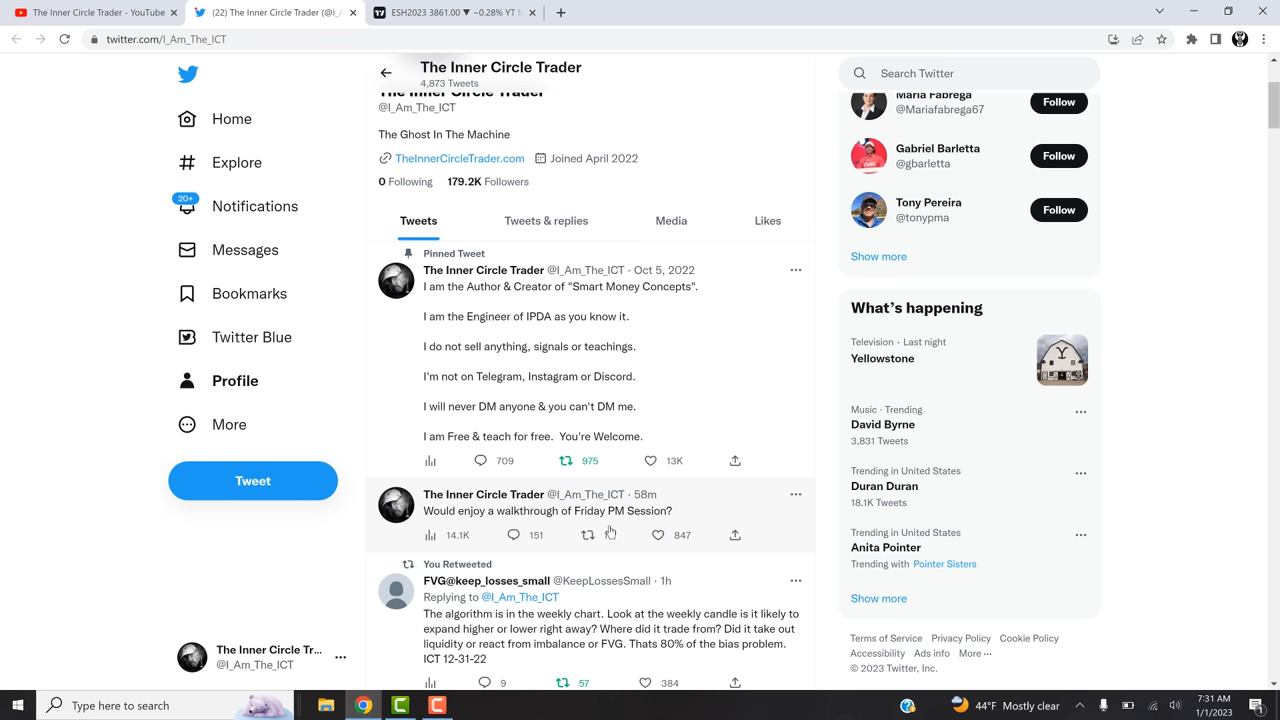 The Inner Circle Trader - YouTube
(22) The Inner Circle Trader (@I_A
ESH2023 3861.00 ▼ −0.28% YT
twitter.com/I_Am_The_ICT
The Inner Circle Trader
4,873 Tweets
The Inner Circle Trader
@I_Am_The_ICT
The Ghost In The Machine
TheInnerCircleTrader.com Joined April 2022
0 Following 179.2K Followers
Tweets Tweets & replies Media Likes
Pinned Tweet
The Inner Circle Trader @I_Am_The_ICT · Oct 5, 2022
I am the Author & Creator of "Smart Money Concepts".
I am the Engineer of IPDA as you know it.
I do not sell anything, signals or teachings.
I'm not on Telegram, Instagram or Discord.
I will never DM anyone & you can't DM me.
I am Free & teach for free. You're Welcome.
709 975 13K
The Inner Circle Trader @I_Am_The_ICT · 58m
Would enjoy a walkthrough of Friday PM Session?
14.1K 151 847
You Retweeted
FVG@keep_losses_small @KeepLossesSmall · 1h
Replying to @I_Am_The_ICT
The algorithm is in the weekly chart. Look at the weekly candle is it likely to
expand higher or lower right away? Where did it trade from? Did it take out
liquidity or react from imbalance or FVG. Thats 80% of the bias problem.
ICT 12-31-22
9 57 384
Home
Explore
20+
Notifications
Messages
Bookmarks
Twitter Blue
Profile
More
Tweet
The Inner Circle Tr...
@I_Am_The_ICT
Search Twitter
Maria Fabrega
@Mariafabrega67
Follow
Gabriel Barletta
@gbarletta
Follow
Tony Pereira
@tonypma
Follow
Show more
What's happening
Television · Last night
Yellowstone
Music · Trending
David Byrne
3,831 Tweets
Trending in United States
Duran Duran
18.1K Tweets
Trending in United States
Anita Pointer
Trending with Pointer Sisters
Show more
Terms of Service Privacy Policy Cookie Policy
Accessibility Ads info More ···
© 2023 Twitter, Inc.
Type here to search
44°F Mostly clear
7:31 AM
1/1/2023